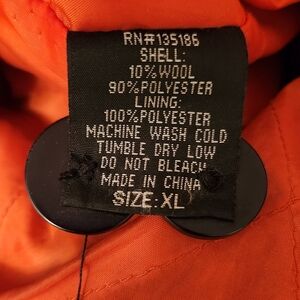 RN#135186
SHELL:
10%WOOL
90%POLYESTER
LINING:
100%POLYESTER
MACHINE WASH COLD
TUMBLE DRY LOW
DO NOT BLEACH
MADE IN CHINA
SIZE:XL